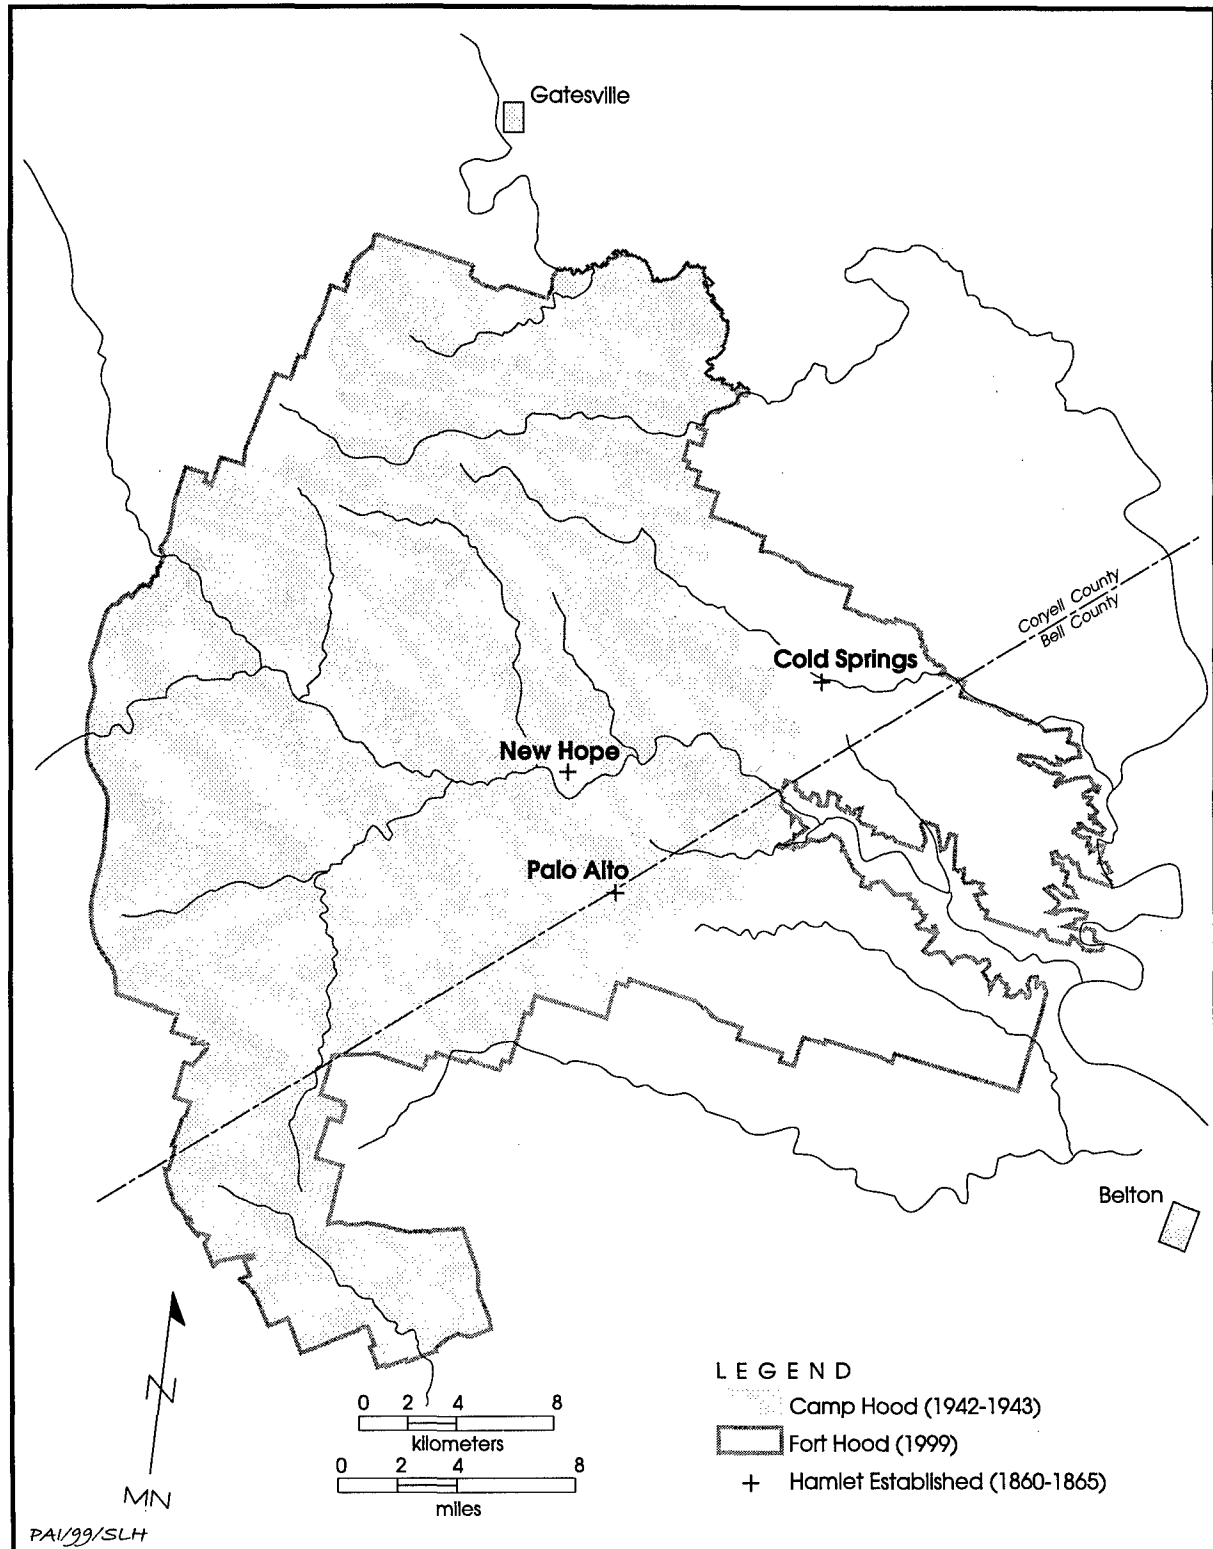 Gatesville
Coryell County
Bell County
Cold Springs
New Hope
Palo Alto
Belton
N
MN
0 2 4 8
kilometers
0 2 4 8
miles
LEGEND
Camp Hood (1942-1943)
Fort Hood (1999)
Hamlet Established (1860-1865)
PAI/99/SLH